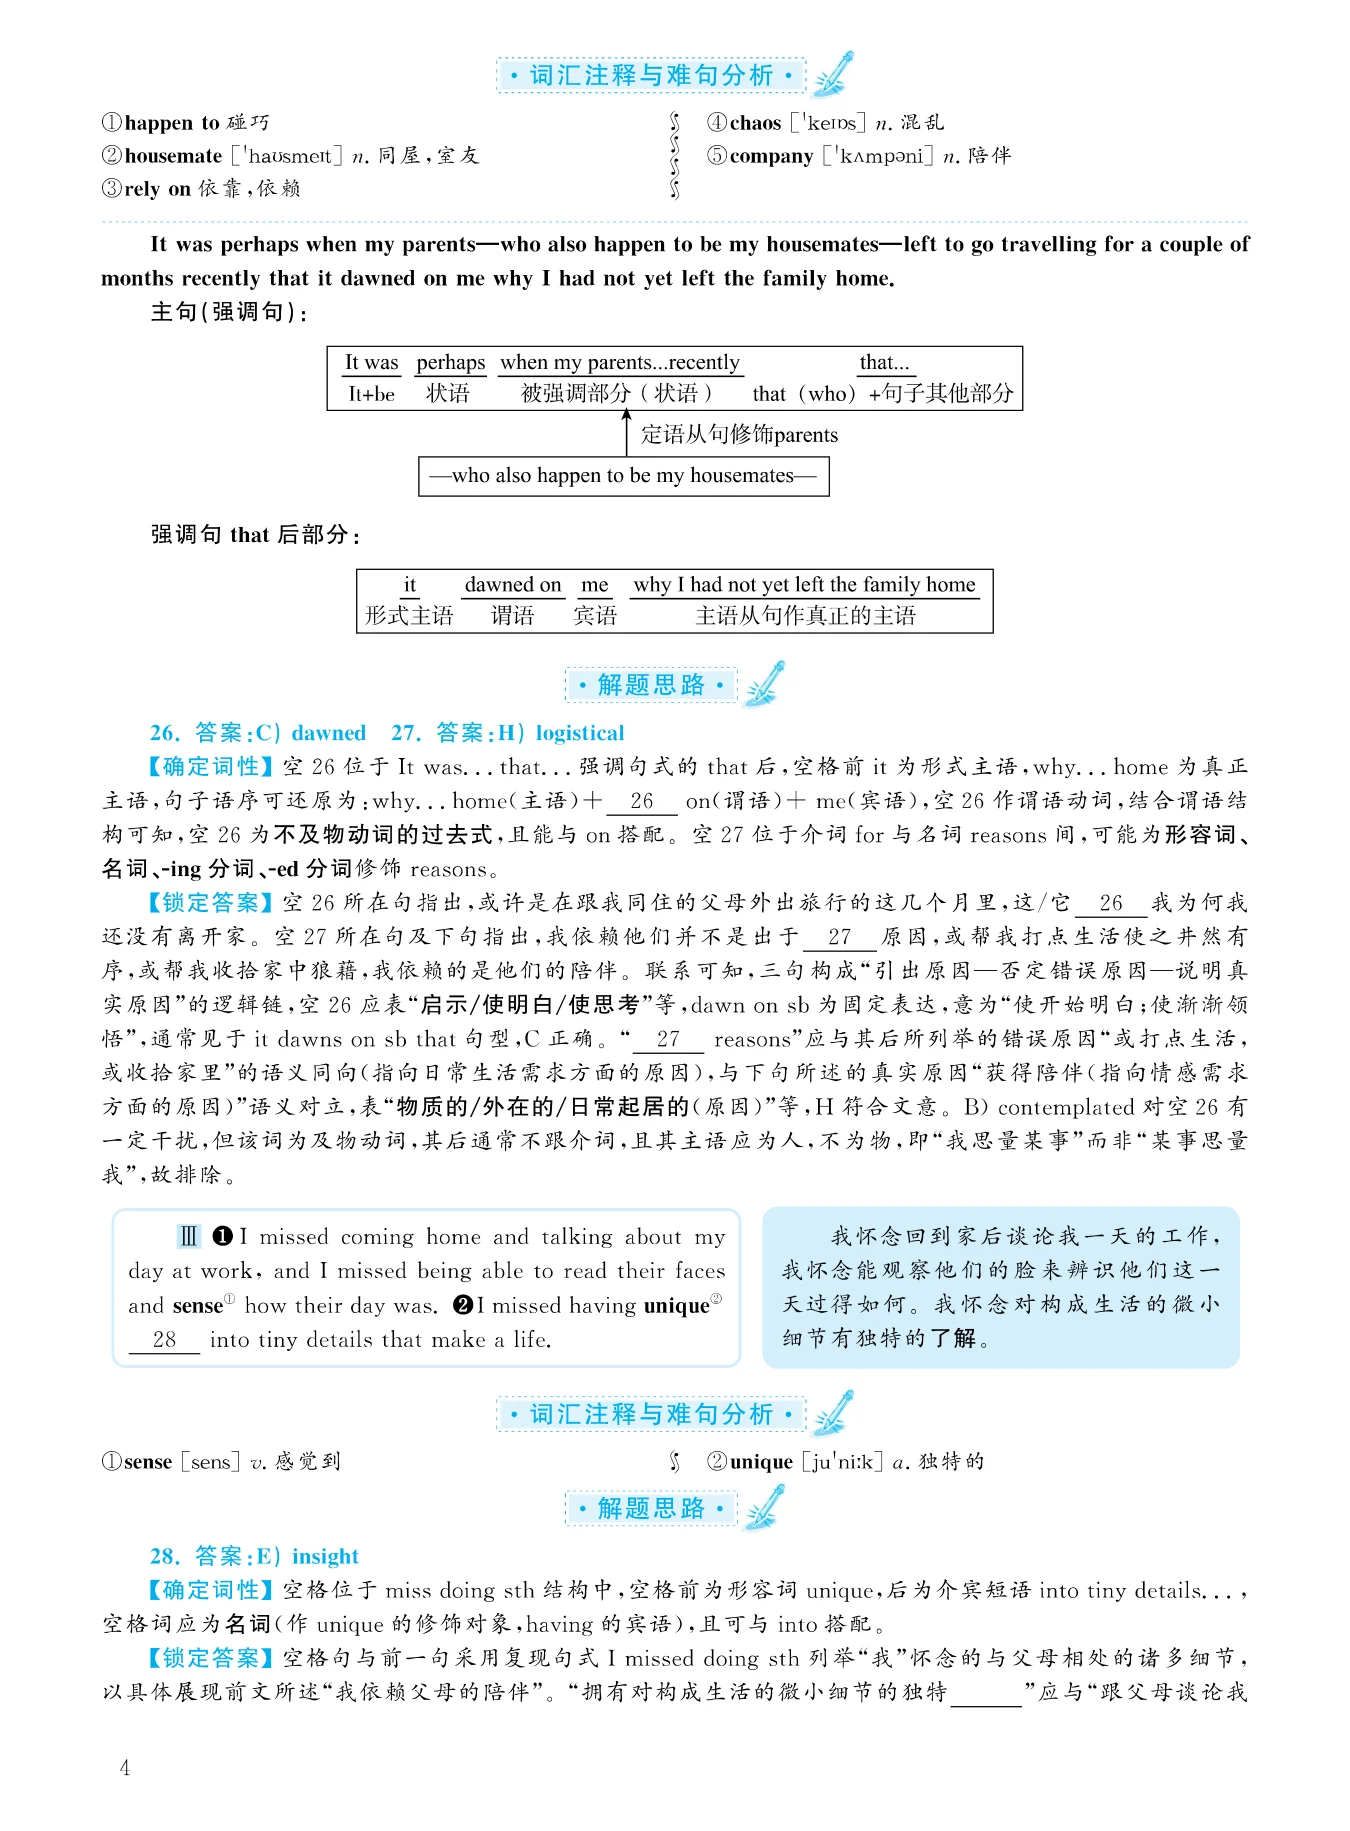 ·词汇注释与难句分析·
①happen to 碰巧
②housemate [ˈhaʊsmeɪt] n. 同屋,室友
③rely on 依靠,依赖
④chaos [ˈkeɪɒs] n. 混乱
⑤company [ˈkʌmpəni] n. 陪伴
It was perhaps when my parents—who also happen to be my housemates—left to go travelling for a couple of
months recently that it dawned on me why I had not yet left the family home.
主句(强调句):
It was perhaps when my parents...recently that...
It+be 状语 被强调部分（状语） that（who）+句子其他部分
定语从句修饰parents
—who also happen to be my housemates—
强调句 that 后部分:
it dawned on me why I had not yet left the family home
形式主语 谓语 宾语 主语从句作真正的主语
·解题思路·
26. 答案:C) dawned 27. 答案:H) logistical
【确定词性】空 26 位于 It was...that...强调句式的 that 后,空格前 it 为形式主语,why...home 为真正
主语,句子语序可还原为:why...home(主语)＋ 26 on(谓语)＋ me(宾语),空 26 作谓语动词,结合谓语结
构可知,空 26 为不及物动词的过去式,且能与 on 搭配。空 27 位于介词 for 与名词 reasons 间,可能为形容词、
名词、-ing 分词、-ed 分词修饰 reasons。
【锁定答案】空 26 所在句指出,或许是在跟我同住的父母外出旅行的这几个月里,这/它 26 我为何我
还没有离开家。空 27 所在句及下句指出,我依赖他们并不是出于 27 原因,或帮我打点生活使之井然有
序,或帮我收拾家中狼藉,我依赖的是他们的陪伴。联系可知,三句构成“引出原因—否定错误原因—说明真
实原因”的逻辑链,空 26 应表“启示/使明白/使思考”等,dawn on sb 为固定表达,意为“使开始明白;使渐渐领
悟”,通常见于 it dawns on sb that 句型,C 正确。“ 27 reasons”应与其后所列举的错误原因“或打点生活,
或收拾家里”的语义同向(指向日常生活需求方面的原因),与下句所述的真实原因“获得陪伴(指向情感需求
方面的原因)”语义对立,表“物质的/外在的/日常起居的(原因)”等,H 符合文意。B) contemplated 对空 26 有
一定干扰,但该词为及物动词,其后通常不跟介词,且其主语应为人,不为物,即“我思量某事”而非“某事思量
我”,故排除。
Ⅲ ❶I missed coming home and talking about my
day at work, and I missed being able to read their faces
and sense① how their day was. ❷I missed having unique②
28 into tiny details that make a life.
我怀念回到家后谈论我一天的工作,
我怀念能观察他们的脸来辨识他们这一
天过得如何。我怀念对构成生活的微小
细节有独特的了解。
·词汇注释与难句分析·
①sense [sens] v. 感觉到
②unique [juˈniːk] a. 独特的
·解题思路·
28. 答案:E) insight
【确定词性】空格位于 miss doing sth 结构中,空格前为形容词 unique,后为介宾短语 into tiny details...,
空格词应为名词(作 unique 的修饰对象,having 的宾语),且可与 into 搭配。
【锁定答案】空格句与前一句采用复现句式 I missed doing sth 列举“我”怀念的与父母相处的诸多细节,
以具体展现前文所述“我依赖父母的陪伴”。“拥有对构成生活的微小细节的独特______”应与“跟父母谈论我
4